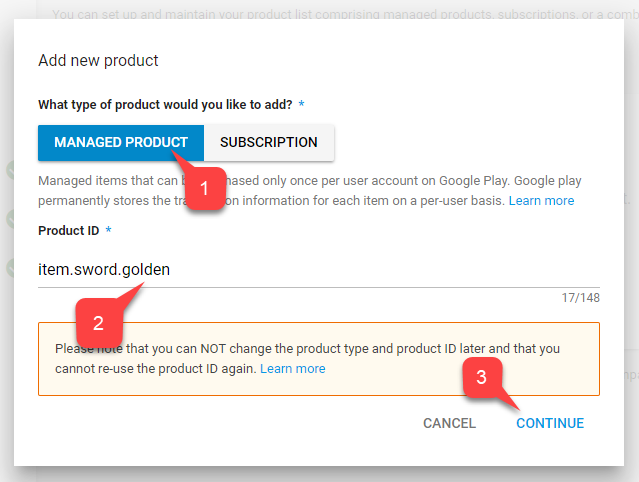 You can set up and maintain your product list comprising managed products, subscriptions, or a comb
Add new product
What type of product would you like to add? *
MANAGED PRODUCT SUBSCRIPTION
1
Managed items that can be hased only once per user account on Google Play. Google play
permanently stores the tra on information for each item on a per-user basis. Learn more
Product ID *
item.sword.golden
17/148
2
Please note that you can NOT change the product type and product ID later and that you
cannot re-use the product ID again. Learn more
3
CANCEL CONTINUE